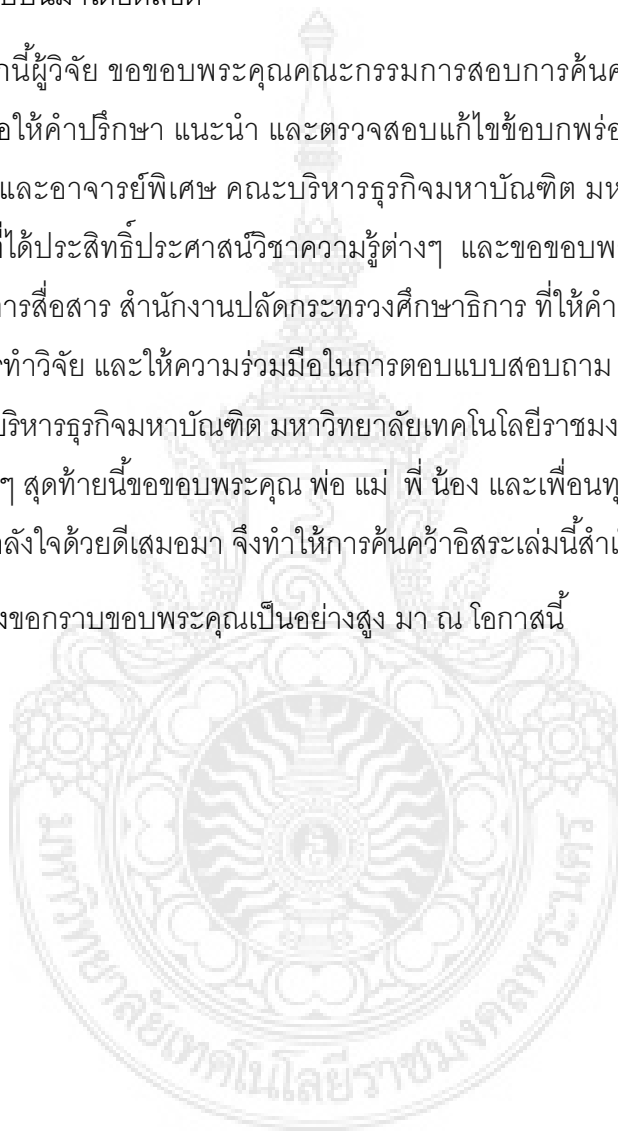 นี้ผู้วิจัย ขอขอบพระคุณคณะกรรมการสอบการค้นค
ให้คำปรึกษา แนะนำ และตรวจสอบแก้ไขข้อบกพร่อ
และอาจารย์พิเศษ คณะบริหารธุรกิจมหาบัณฑิต มห
ได้ประสิทธิ์ประศาสน์วิชาความรู้ต่างๆ และขอขอบพ
การสื่อสาร สำนักงานปลัดกระทรวงศึกษาธิการ ที่ให้คำ
รทำวิจัย และให้ความร่วมมือในการตอบแบบสอบถาม
บริหารธุรกิจมหาบัณฑิต มหาวิทยาลัยเทคโนโลยีราชมง
ๆ สุดท้ายนี้ขอขอบพระคุณ พ่อ แม่ พี่ น้อง และเพื่อนทุ
ลังใจด้วยดีเสมอมา จึงทำให้การค้นคว้าอิสระเล่มนี้สำเ
งขอกราบขอบพระคุณเป็นอย่างสูง มา ณ โอกาสนี้
มหาวิทยาลัยเทคโนโลยีราชมงคลพระนคร